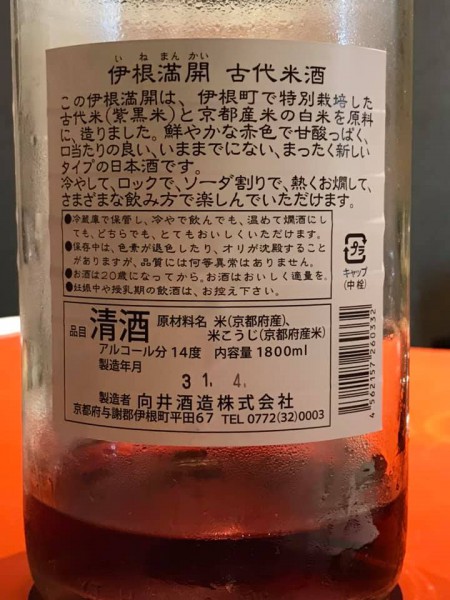 い ね まん かい
伊根満開 古代米酒
この伊根満開は、伊根町で特別栽培した
古代米(紫黒米)と京都産米の白米を原料
に、造りました。鮮やかな赤色で甘酸っぱく、
口当たりの良い、いままでにない、まったく新しい
タイプの日本酒です。
冷やして、ロックで、ソーダ割りで、熱くお燗して、
さまざまな飲み方で楽しんでいただけます。
●冷蔵庫で保管し、冷やで飲んでも、温めて燗酒にし
ても、どちらでも、とてもおいしくいただけます。
●保存中は、色素が退色したり、オリが沈殿すること
がありますが、品質には何等異常はありません。
●お酒は20歳になってから。お酒はおいしく適量を。
●妊娠中や授乳期の飲酒は、お控え下さい。
プラ
キャップ
(中栓)
品目 清酒 原材料名 米(京都府産)、
米こうじ(京都府産米)
アルコール分 14度 内容量 1800ml
製造年月
31. 4.
製造者 向井酒造株式会社
京都府与謝郡伊根町平田67 TEL 0772(32)0003
4 562157 260332